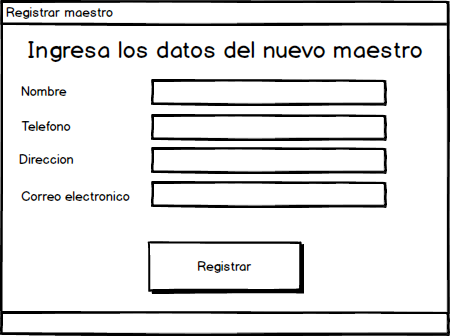 Registrar maestro
Ingresa los datos del nuevo maestro
Nombre
Telefono
Direccion
Correo electronico
Registrar